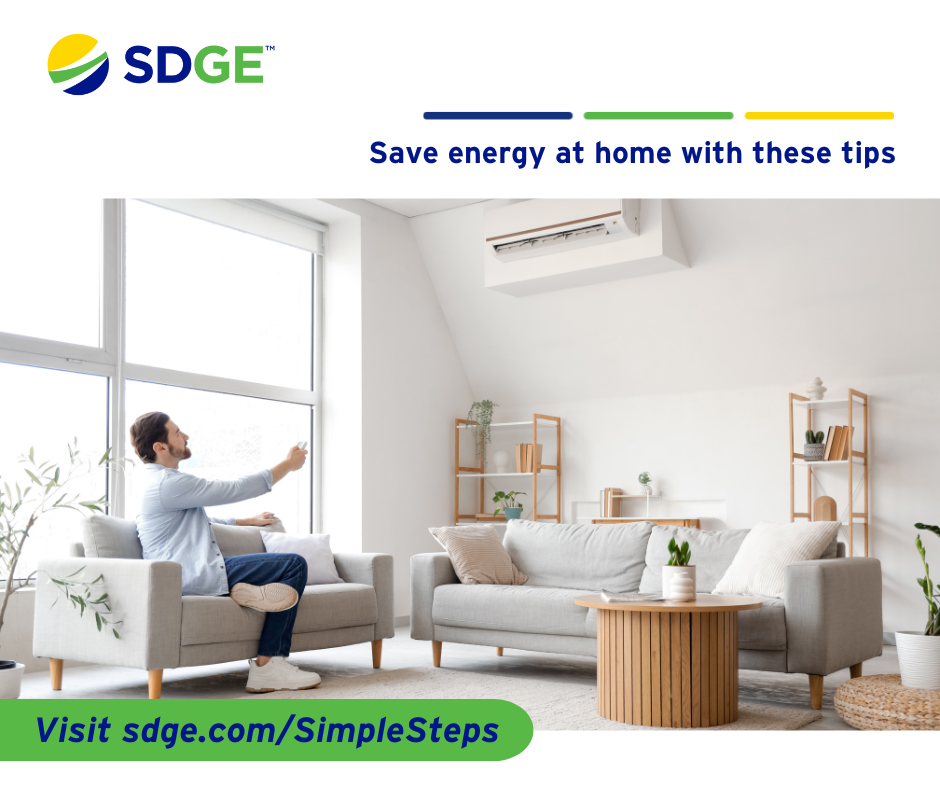 SDGE™
Save energy at home with these tips
Visit sdge.com/SimpleSteps